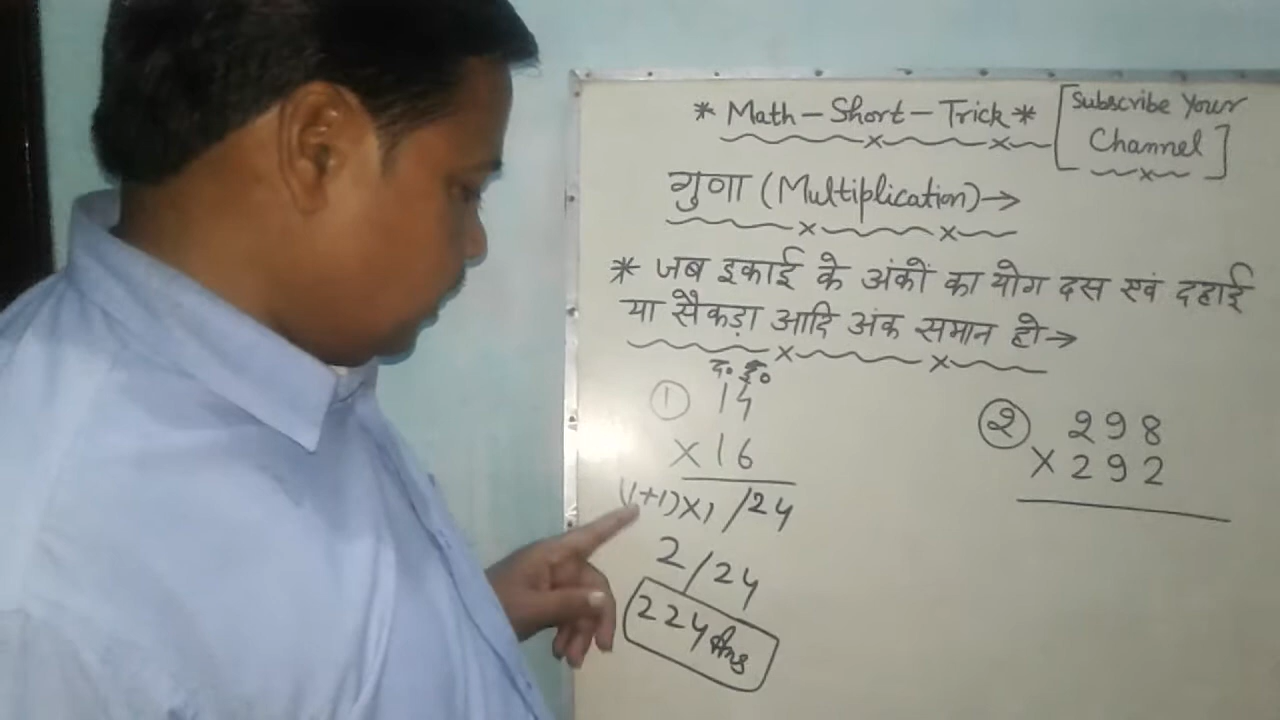 * Math - Short - Trick * [Subscribe Your
Channel]
गुणा (Multiplication) →
* जब इकाई के अंकों का योग दस एवं दहाई
या सैकड़ा आदि अंक समान हो →
द॰ इ॰
① 14
× 16
(1+1)×1 / 24
2 / 24
224 Ans
② 298
× 292